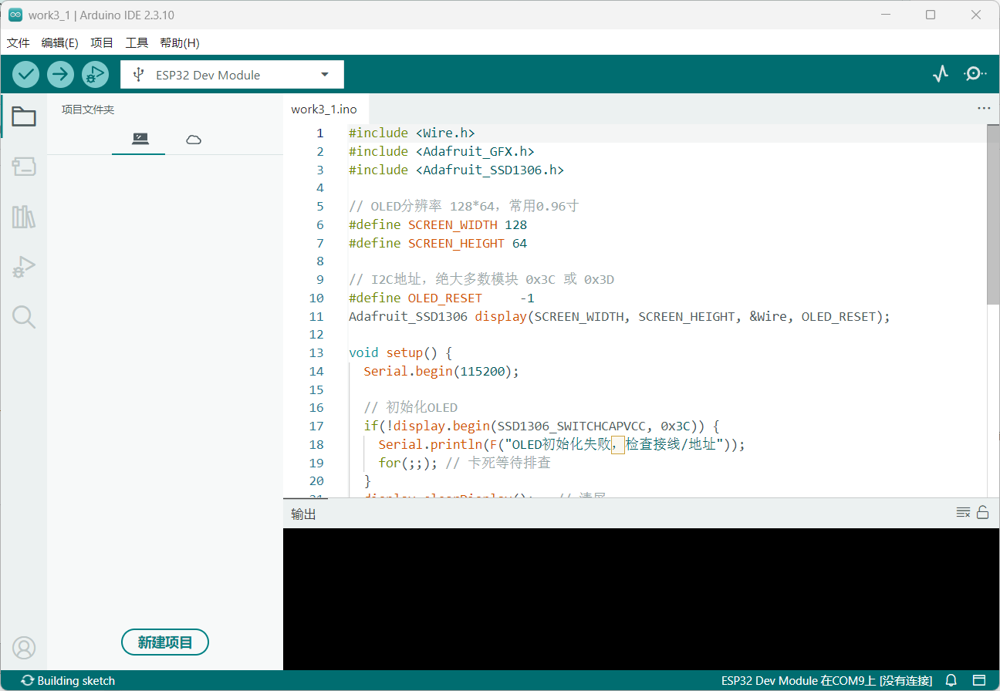 work3_1 | Arduino IDE 2.3.10
文件 编辑(E) 项目 工具 帮助(H)
ESP32 Dev Module
项目文件夹
work3_1.ino
1 #include <Wire.h>
2 #include <Adafruit_GFX.h>
3 #include <Adafruit_SSD1306.h>
4
5 // OLED分辨率 128*64，常用0.96寸
6 #define SCREEN_WIDTH 128
7 #define SCREEN_HEIGHT 64
8
9 // I2C地址，绝大多数模块 0x3C 或 0x3D
10 #define OLED_RESET     -1
11 Adafruit_SSD1306 display(SCREEN_WIDTH, SCREEN_HEIGHT, &Wire, OLED_RESET);
12
13 void setup() {
14   Serial.begin(115200);
15
16   // 初始化OLED
17   if(!display.begin(SSD1306_SWITCHCAPVCC, 0x3C)) {
18     Serial.println(F("OLED初始化失败，检查接线/地址"));
19     for(;;); // 卡死等待排查
20   }
21   display.clearDisplay();   // 清屏
输出
新建项目
Building sketch
ESP32 Dev Module 在COM9上 [没有连接]